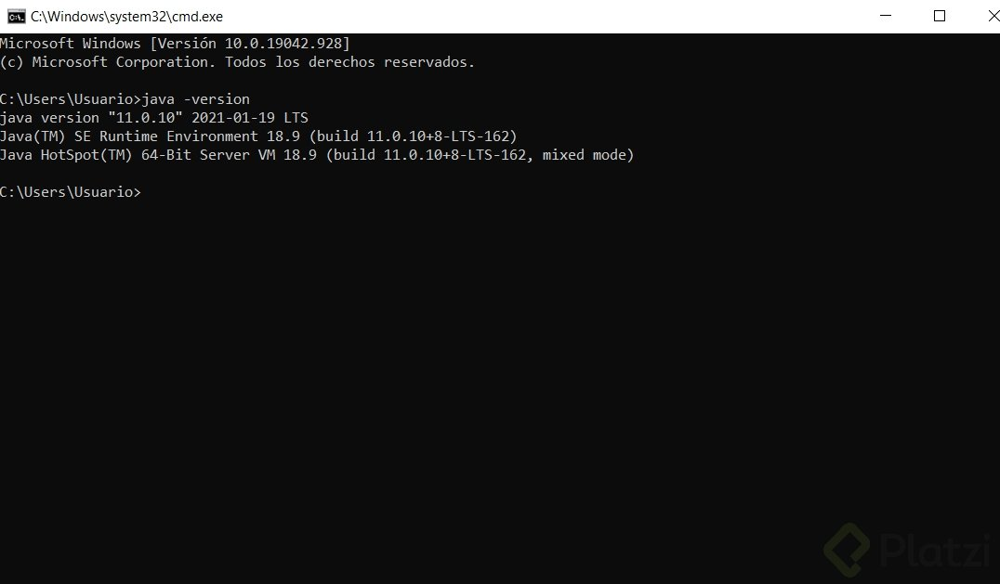 C:\Windows\system32\cmd.exe
Microsoft Windows [Versión 10.0.19042.928]
(c) Microsoft Corporation. Todos los derechos reservados.
C:\Users\Usuario>java -version
java version "11.0.10" 2021-01-19 LTS
Java(TM) SE Runtime Environment 18.9 (build 11.0.10+8-LTS-162)
Java HotSpot(TM) 64-Bit Server VM 18.9 (build 11.0.10+8-LTS-162, mixed mode)
C:\Users\Usuario>
Platzi